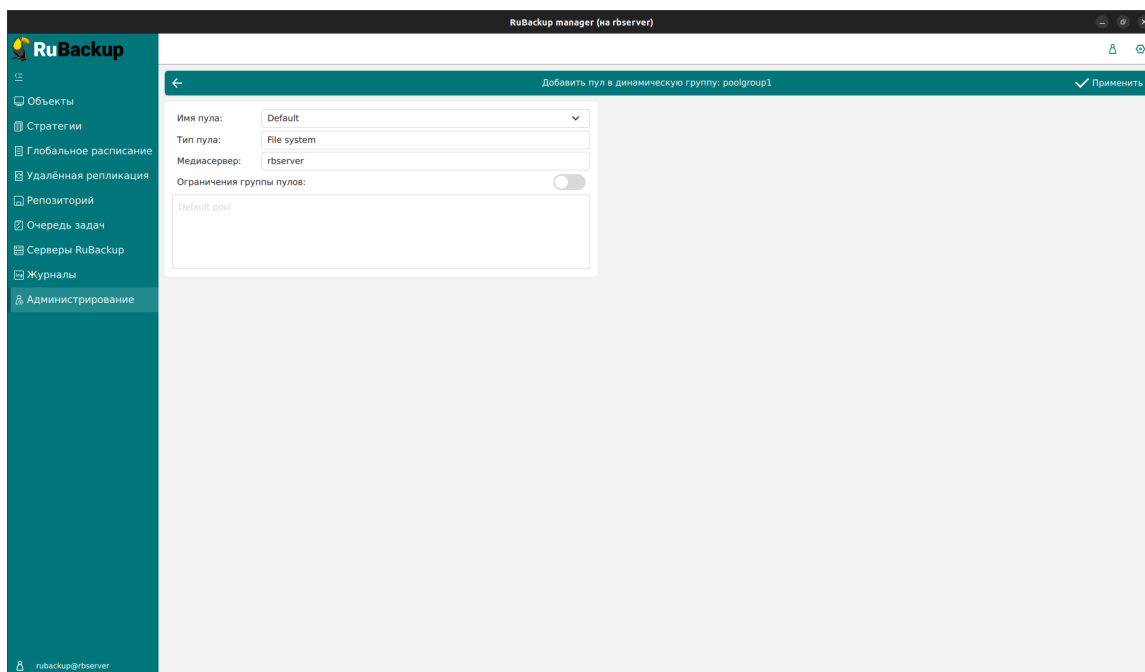 RuBackup manager (на rbserver)
RuBackup
Добавить пул в динамическую группу: poolgroup1
Применить
Объекты
Стратегии
Глобальное расписание
Удалённая репликация
Репозиторий
Очередь задач
Серверы RuBackup
Журналы
Администрирование
Имя пула: Default
Тип пула: File system
Медиасервер: rbserver
Ограничения группы пулов:
Default pool
rubackup@rbserver